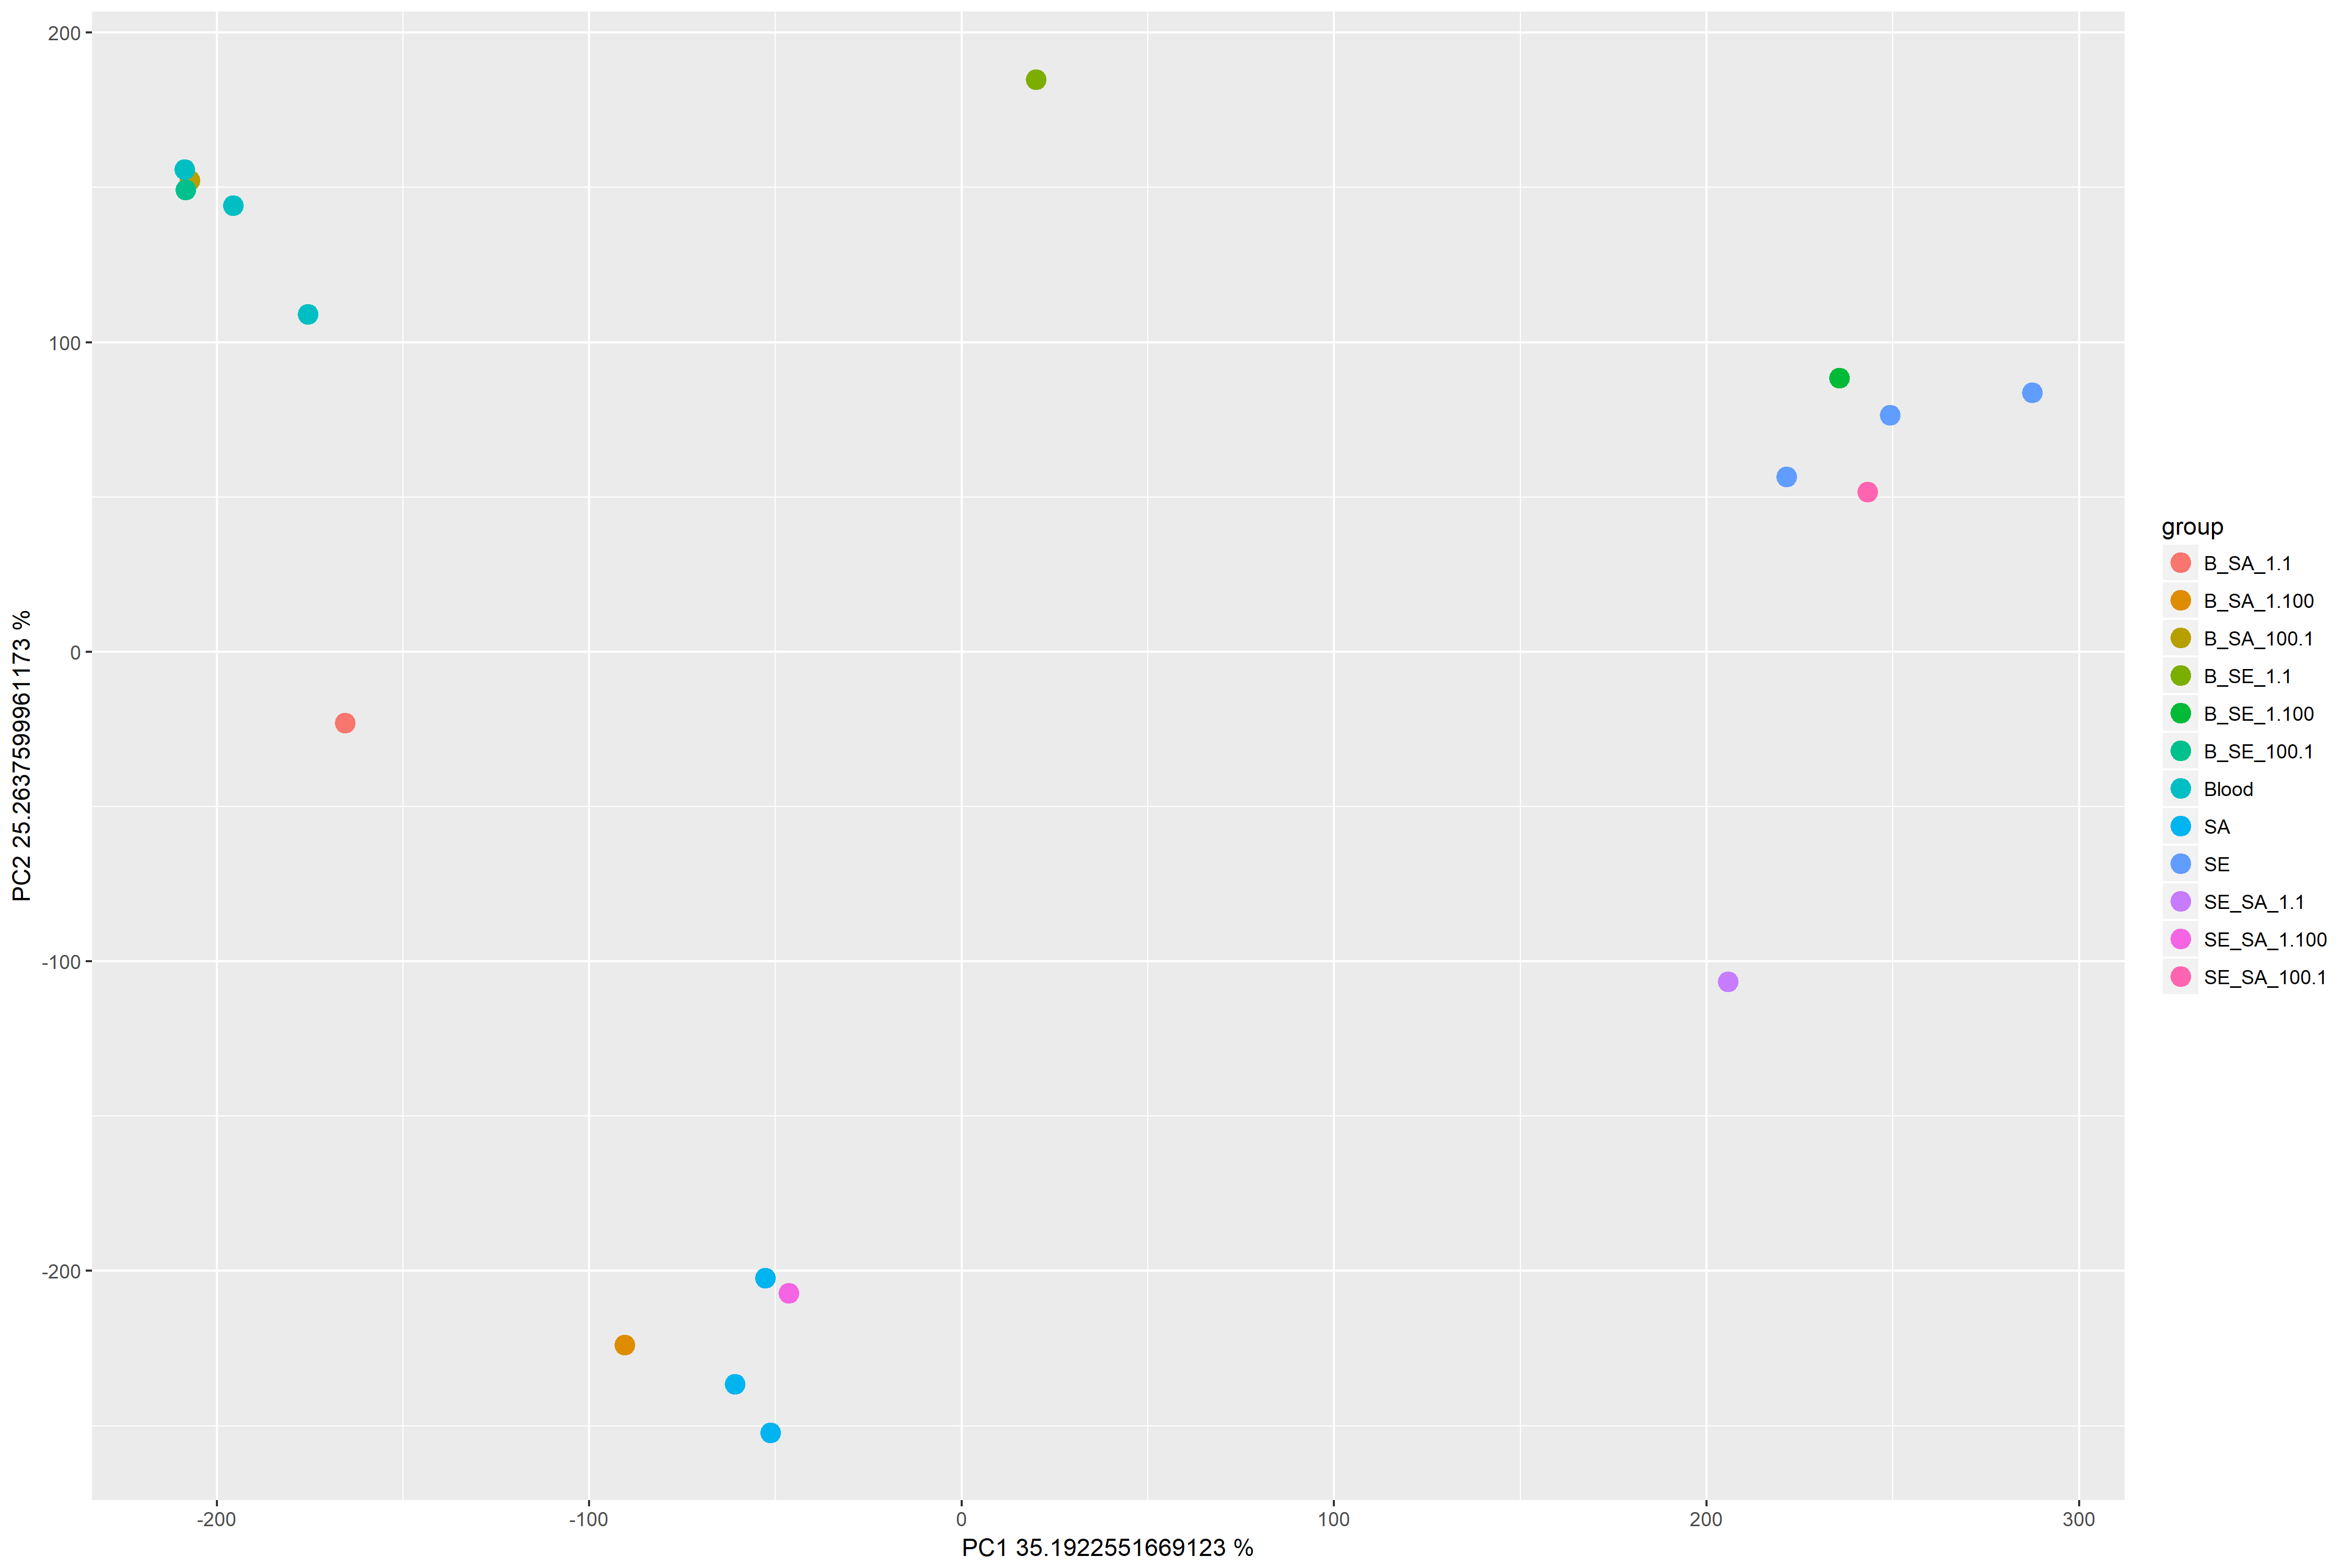 200
100
0
-100
-200
PC2 25.2637599961173 %
-200
-100
0
100
200
300
PC1 35.1922551669123 %
group
B_SA_1.1
B_SA_1.100
B_SA_100.1
B_SE_1.1
B_SE_1.100
B_SE_100.1
Blood
SA
SE
SE_SA_1.1
SE_SA_1.100
SE_SA_100.1